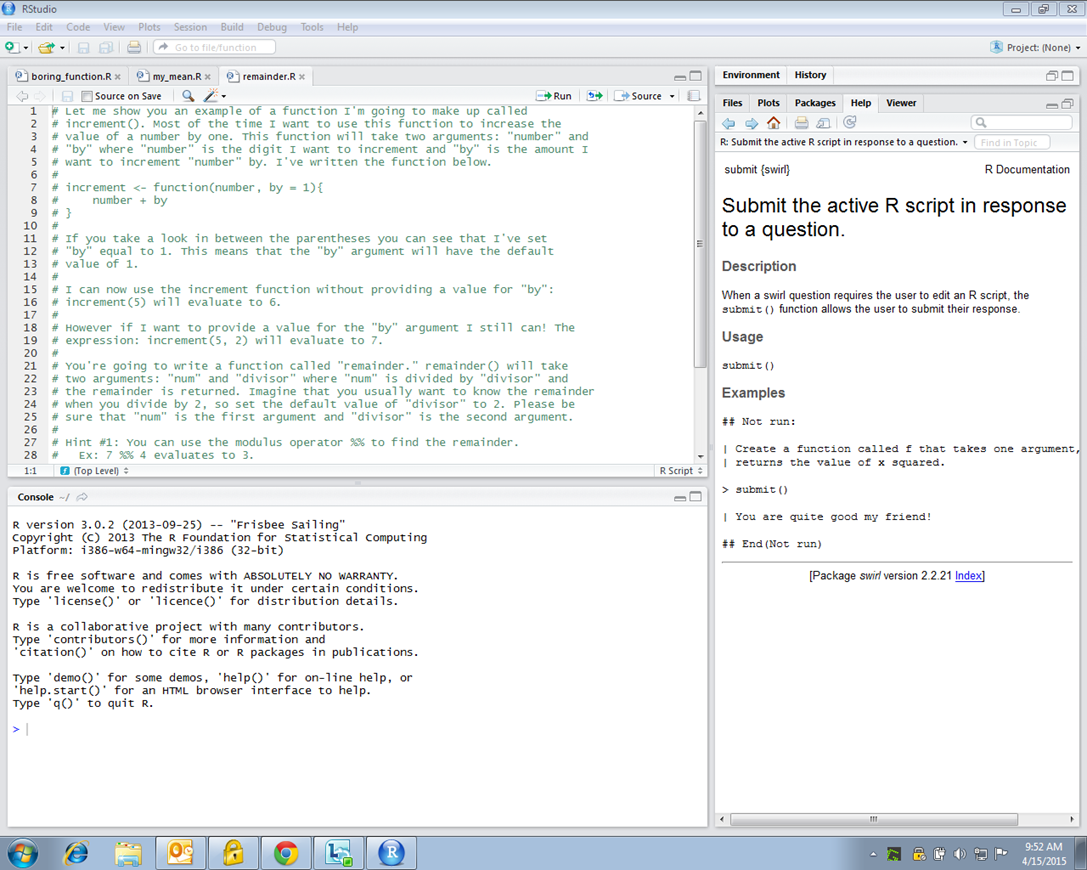 RStudio
File Edit Code View Plots Session Build Debug Tools Help
Go to file/function
Project: (None)
boring_function.R
my_mean.R
remainder.R
Source on Save
Run
Source
1 # Let me show you an example of a function I'm going to make up called
2 # increment(). Most of the time I want to use this function to increase the
3 # value of a number by one. This function will take two arguments: "number" and
4 # "by" where "number" is the digit I want to increment and "by" is the amount I
5 # want to increment "number" by. I've written the function below.
6 #
7 # increment <- function(number, by = 1){
8 #     number + by
9 # }
10 #
11 # If you take a look in between the parentheses you can see that I've set
12 # "by" equal to 1. This means that the "by" argument will have the default
13 # value of 1.
14 #
15 # I can now use the increment function without providing a value for "by":
16 # increment(5) will evaluate to 6.
17 #
18 # However if I want to provide a value for the "by" argument I still can! The
19 # expression: increment(5, 2) will evaluate to 7.
20 #
21 # You're going to write a function called "remainder." remainder() will take
22 # two arguments: "num" and "divisor" where "num" is divided by "divisor" and
23 # the remainder is returned. Imagine that you usually want to know the remainder
24 # when you divide by 2, so set the default value of "divisor" to 2. Please be
25 # sure that "num" is the first argument and "divisor" is the second argument.
26 #
27 # Hint #1: You can use the modulus operator %% to find the remainder.
28 #   Ex: 7 %% 4 evaluates to 3.
1:1
(Top Level)
R Script
Console ~/
R version 3.0.2 (2013-09-25) -- "Frisbee Sailing"
Copyright (C) 2013 The R Foundation for Statistical Computing
Platform: i386-w64-mingw32/i386 (32-bit)
R is free software and comes with ABSOLUTELY NO WARRANTY.
You are welcome to redistribute it under certain conditions.
Type 'license()' or 'licence()' for distribution details.
R is a collaborative project with many contributors.
Type 'contributors()' for more information and
'citation()' on how to cite R or R packages in publications.
Type 'demo()' for some demos, 'help()' for on-line help, or
'help.start()' for an HTML browser interface to help.
Type 'q()' to quit R.
>
Environment History
Files Plots Packages Help Viewer
R: Submit the active R script in response to a question.
Find in Topic
submit {swirl}
R Documentation
Submit the active R script in response
to a question.
Description
When a swirl question requires the user to edit an R script, the
submit() function allows the user to submit their response.
Usage
submit()
Examples
## Not run:
| Create a function called f that takes one argument,
| returns the value of x squared.
> submit()
| You are quite good my friend!
## End(Not run)
[Package swirl version 2.2.21 Index]
9:52 AM
4/15/2015